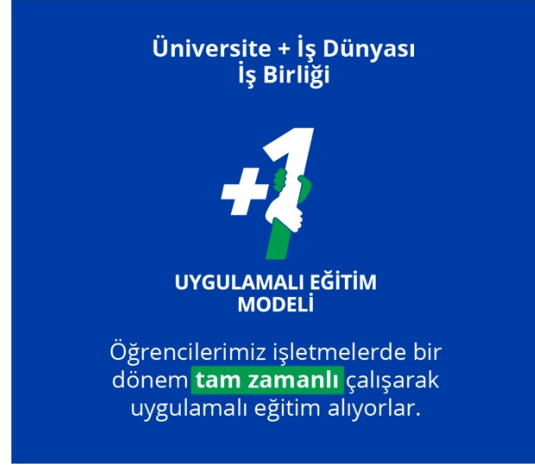 Üniversite + İş Dünyası
İş Birliği
+1
UYGULAMALI EĞİTİM
MODELİ
Öğrencilerimiz işletmelerde bir
dönem tam zamanlı çalışarak
uygulamalı eğitim alıyorlar.